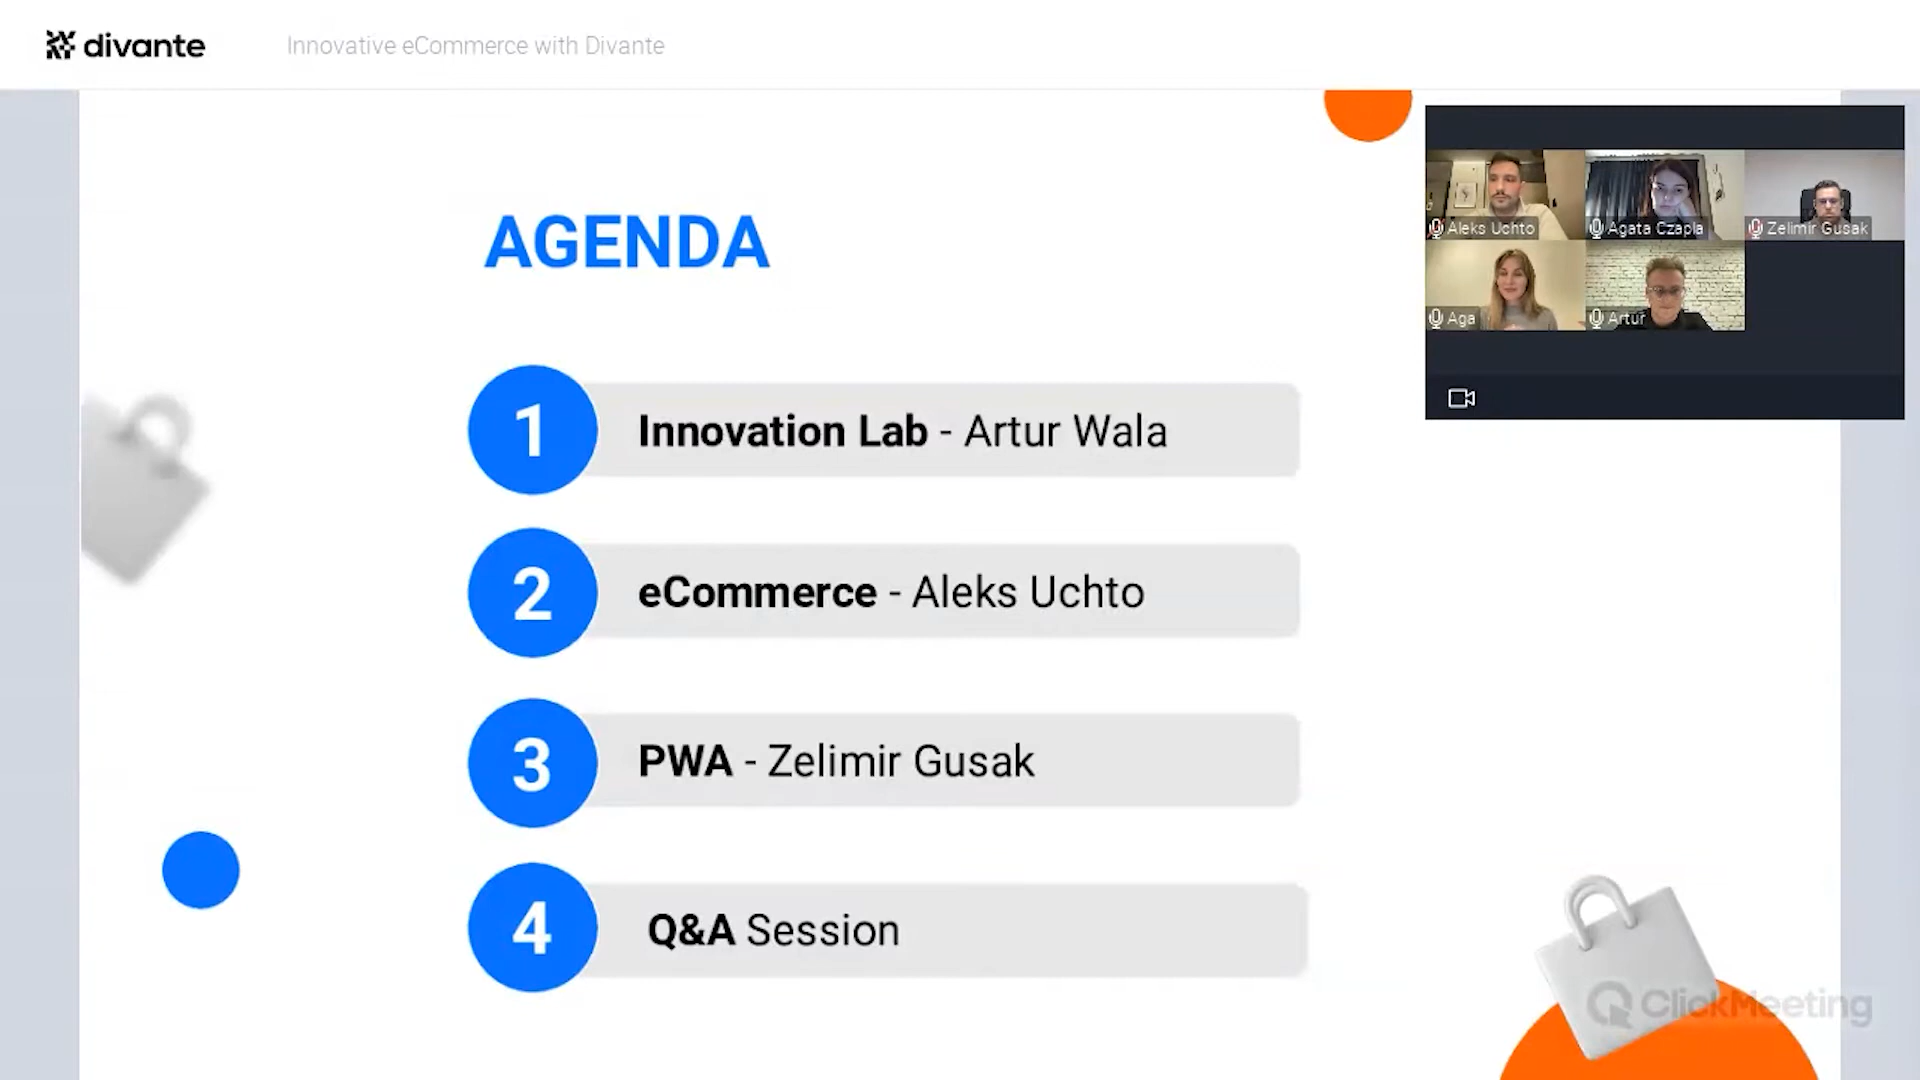 divante
Innovative eCommerce with Divante
AGENDA
1
Innovation Lab - Artur Wala
2
eCommerce - Aleks Uchto
3
PWA - Zelimir Gusak
4
Q&A Session
Aleks Uchto
Agata Czapla
Zelimir Gusak
Aga
Artur
ClickMeeting